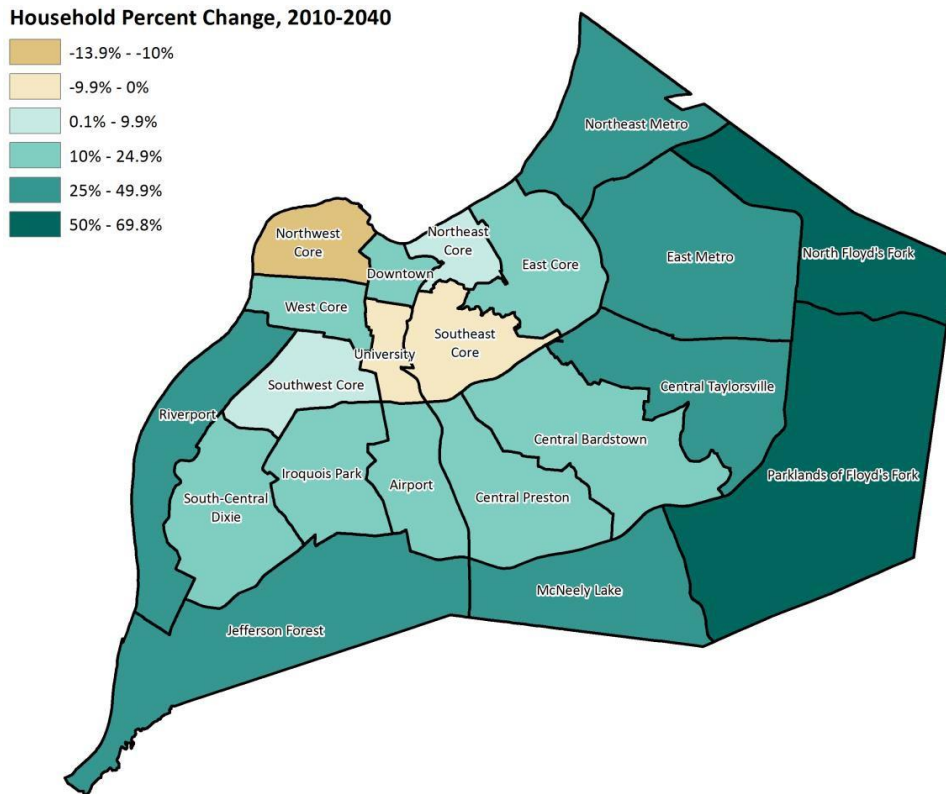 Household Percent Change, 2010-2040
-13.9% - -10%
-9.9% - 0%
0.1% - 9.9%
10% - 24.9%
25% - 49.9%
50% - 69.8%
Northeast Metro
Northwest
Core
Northeast
Core
North Floyd's Fork
East Metro
East Core
Downtown
West Core
University
Southeast
Core
Southwest Core
Central Taylorsville
Riverport
Central Bardstown
Iroquois Park
Parklands of Floyd's Fork
Airport
Central Preston
South-Central
Dixie
McNeely Lake
Jefferson Forest